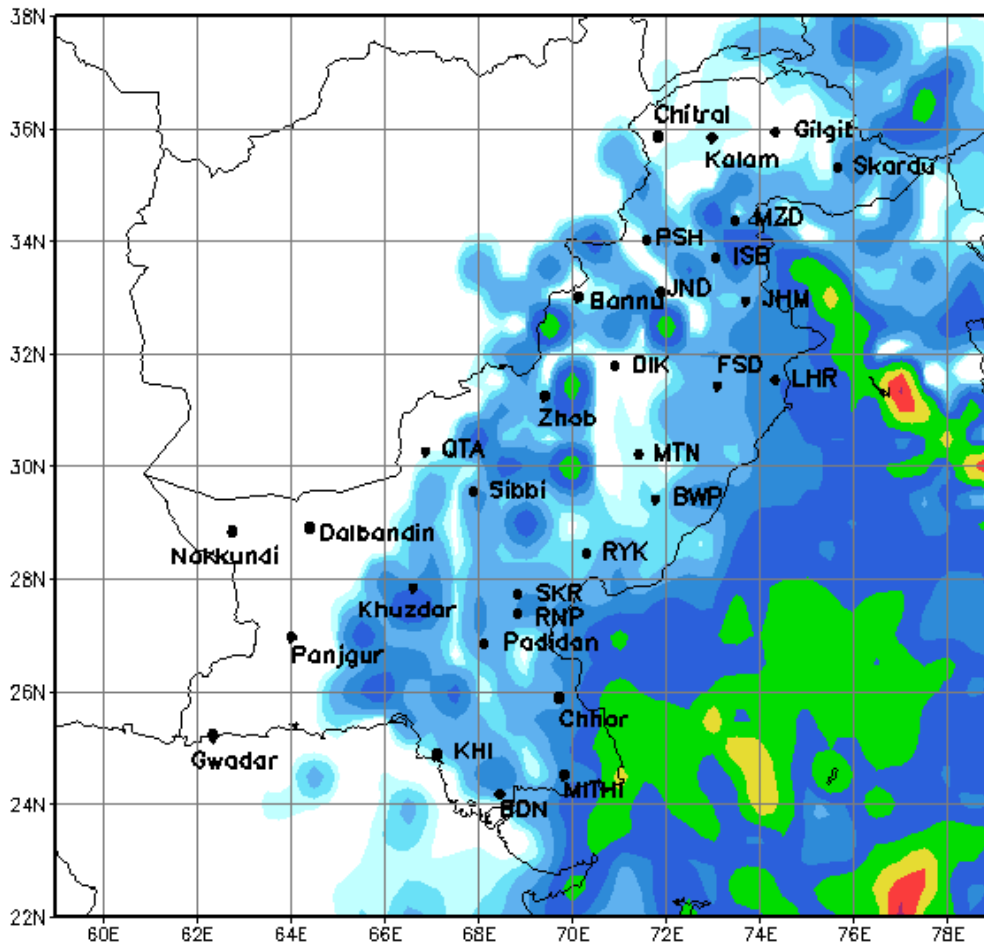 38N
36N
Chitral
Gilgit
Kalam
Skardu
MZD
34N
PSH
ISB
JND
Bannu
JHM
32N
DIK
FSD
LHR
Zhob
30N
QTA
MTN
Sibbi
BWP
Dalbandin
Nakkundi
RYK
28N
SKR
Khuzdar
RNP
Padidan
Panjgur
26N
Chhor
KHI
Gwadar
MITHI
24N
BDN
22N
60E 62E 64E 66E 68E 70E 72E 74E 76E 78E